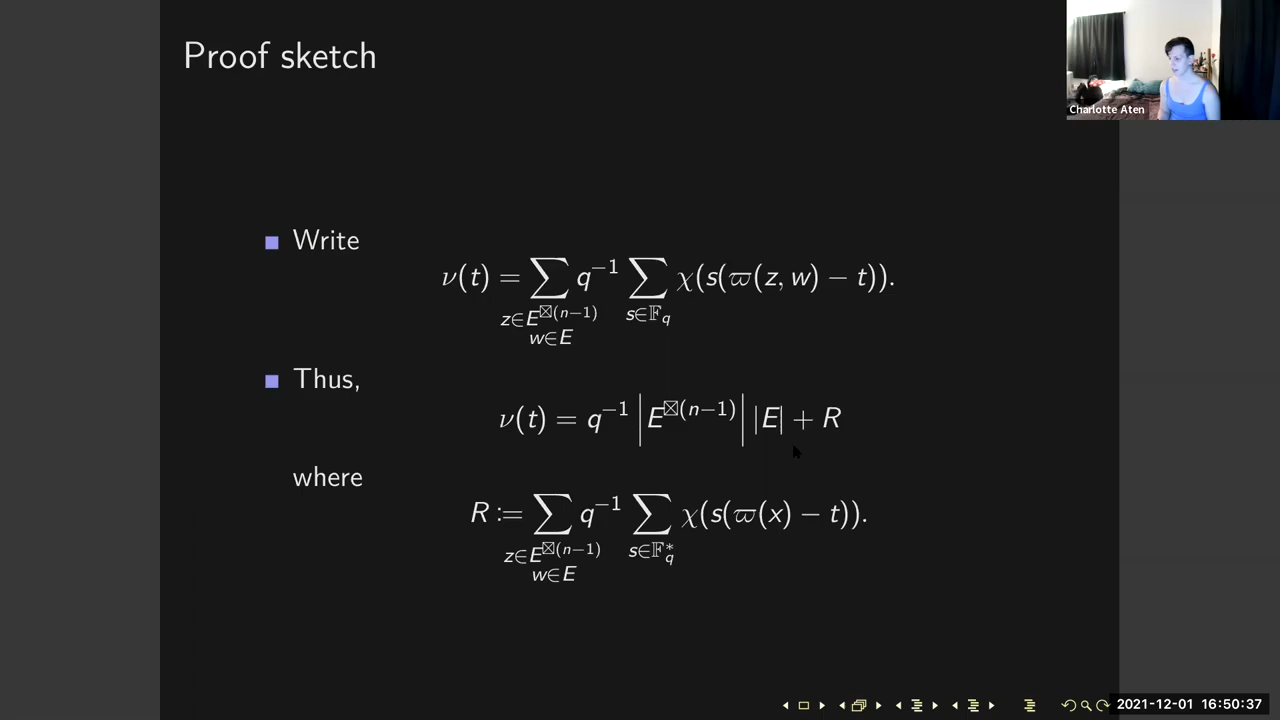 Proof sketch
Charlotte Aten
Write
ν(t) = ∑_{z∈E^{⊠(n−1)}, w∈E} q^{−1} ∑_{s∈𝔽_q} χ(s(ϖ(z, w) − t)).
Thus,
ν(t) = q^{−1} |E^{⊠(n−1)}| |E| + R
where
R := ∑_{z∈E^{⊠(n−1)}, w∈E} q^{−1} ∑_{s∈𝔽_q^*} χ(s(ϖ(x) − t)).
2021-12-01 16:50:37